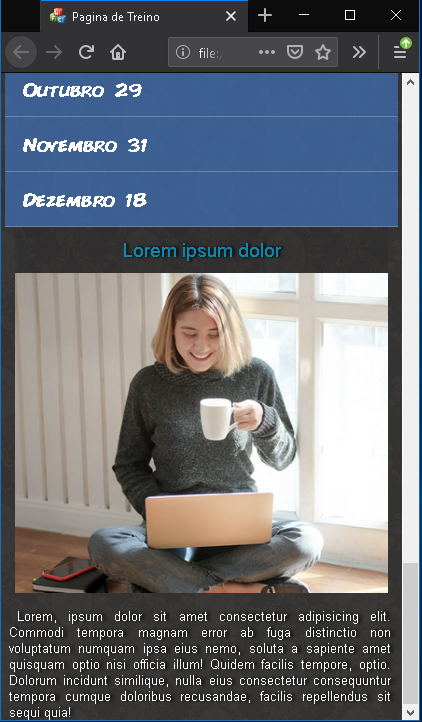 Pagina de Treino
file:/
Outubro 29
Novembro 31
Dezembro 18
Lorem ipsum dolor
Lorem, ipsum dolor sit amet consectetur adipisicing elit.
Commodi tempora magnam error ab fuga distinctio non
voluptatum numquam ipsa eius nemo, soluta a sapiente amet
quisquam optio nisi officia illum! Quidem facilis tempore, optio.
Dolorum incidunt similique, nulla eius consectetur consequuntur
tempora cumque doloribus recusandae, facilis repellendus sit
sequi quia!